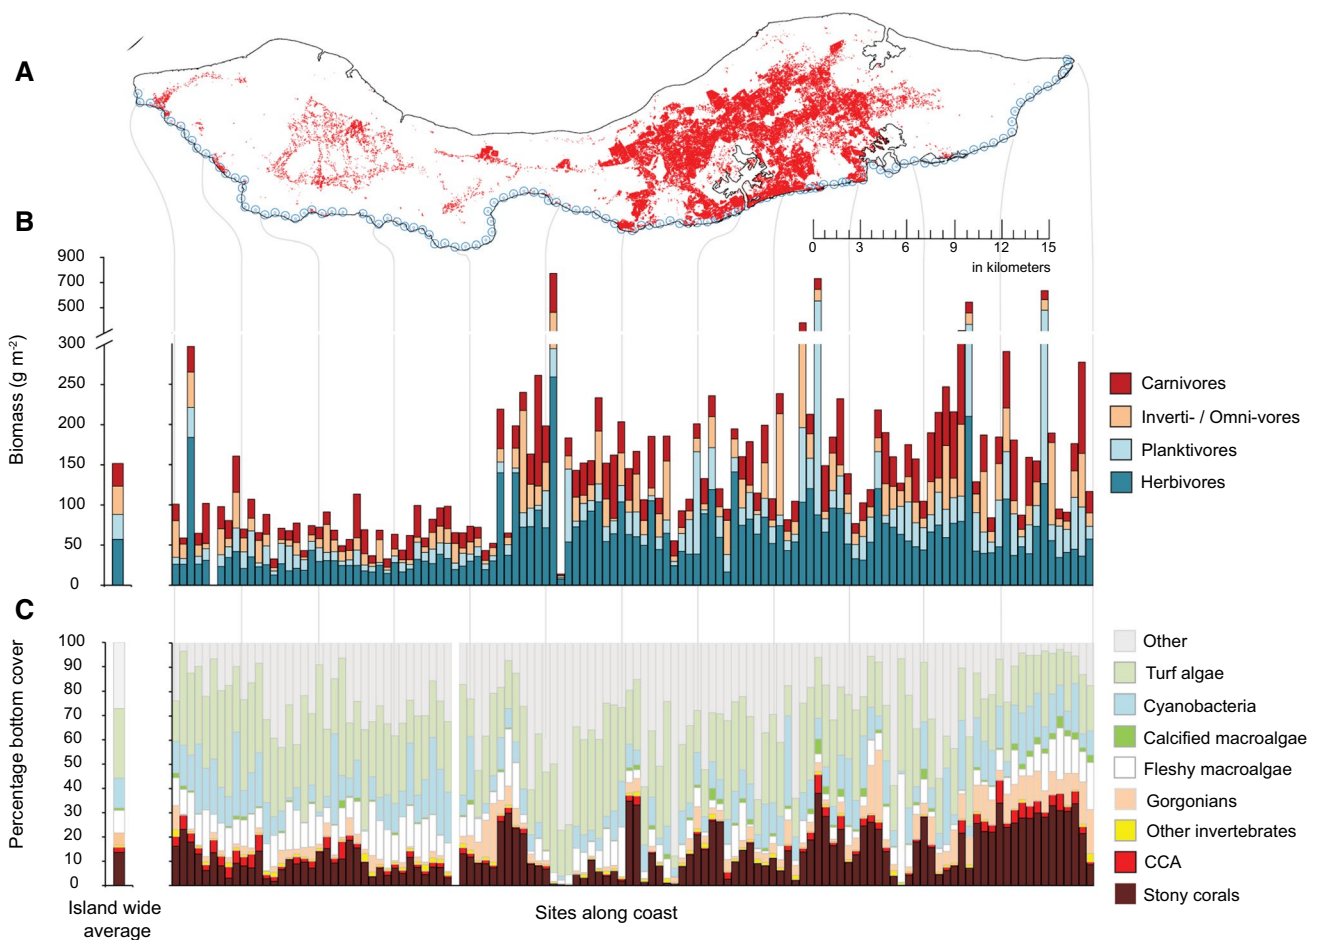 A
B
0 3 6 9 12 15
in kilometers
900
700
500
300
250
200
150
100
50
0
Biomass (g m-2)
Carnivores
Inverti- / Omni-vores
Planktivores
Herbivores
C
100
90
80
70
60
50
40
30
20
10
0
Percentage bottom cover
Other
Turf algae
Cyanobacteria
Calcified macroalgae
Fleshy macroalgae
Gorgonians
Other invertebrates
CCA
Stony corals
Island wide
average
Sites along coast